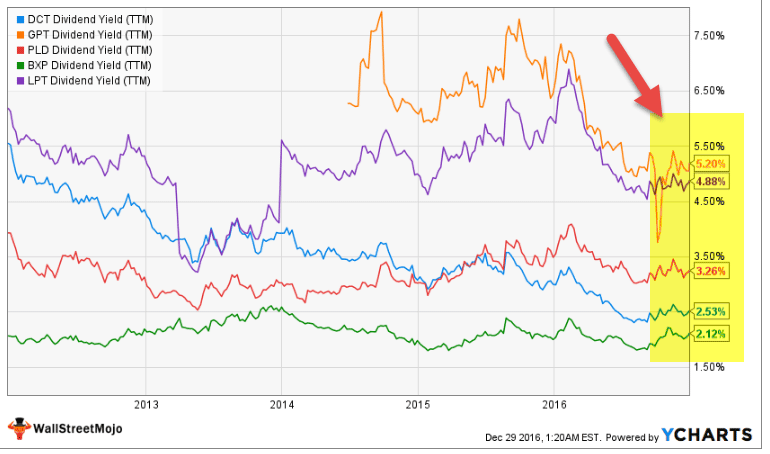 DCT Dividend Yield (TTM)
GPT Dividend Yield (TTM)
PLD Dividend Yield (TTM)
BXP Dividend Yield (TTM)
LPT Dividend Yield (TTM)
7.50%
6.50%
5.50%
5.20%
4.88%
4.50%
3.50%
3.26%
2.53%
2.12%
1.50%
2013
2014
2015
2016
WallStreetMojo
Dec 29 2016, 1:20AM EST. Powered by YCHARTS